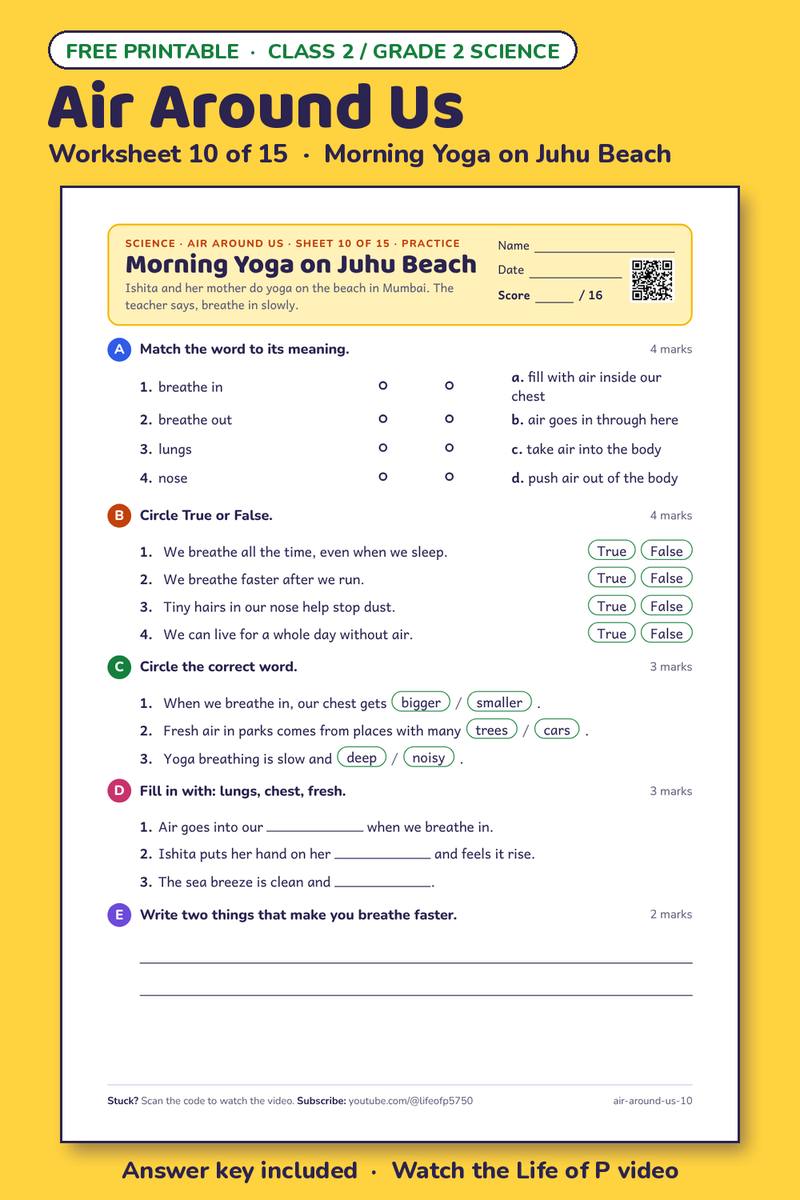 FREE PRINTABLE · CLASS 2 / GRADE 2 SCIENCE
Air Around Us
Worksheet 10 of 15 · Morning Yoga on Juhu Beach
SCIENCE · AIR AROUND US · SHEET 10 OF 15 · PRACTICE
Morning Yoga on Juhu Beach
Ishita and her mother do yoga on the beach in Mumbai. The
teacher says, breathe in slowly.
Name
Date
Score / 16
A Match the word to its meaning. 4 marks
1. breathe in a. fill with air inside our
chest
2. breathe out b. air goes in through here
3. lungs c. take air into the body
4. nose d. push air out of the body
B Circle True or False. 4 marks
1. We breathe all the time, even when we sleep. True False
2. We breathe faster after we run. True False
3. Tiny hairs in our nose help stop dust. True False
4. We can live for a whole day without air. True False
C Circle the correct word. 3 marks
1. When we breathe in, our chest gets bigger / smaller .
2. Fresh air in parks comes from places with many trees / cars .
3. Yoga breathing is slow and deep / noisy .
D Fill in with: lungs, chest, fresh. 3 marks
1. Air goes into our __________ when we breathe in.
2. Ishita puts her hand on her __________ and feels it rise.
3. The sea breeze is clean and __________.
E Write two things that make you breathe faster. 2 marks
Stuck? Scan the code to watch the video. Subscribe: youtube.com/@lifeofp5750 air-around-us-10
Answer key included · Watch the Life of P video